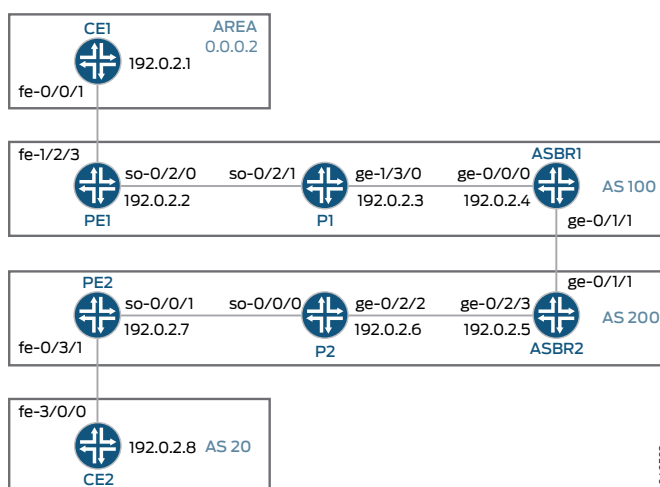 CE1
AREA
0.0.0.2
192.0.2.1
fe-0/0/1
fe-1/2/3
so-0/2/0
so-0/2/1
ge-1/3/0
ge-0/0/0
ASBR1
192.0.2.2
192.0.2.3
192.0.2.4
AS 100
PE1
P1
ge-0/1/1
PE2
ge-0/1/1
so-0/0/1
so-0/0/0
ge-0/2/2
ge-0/2/3
192.0.2.7
192.0.2.6
192.0.2.5
AS 200
fe-0/3/1
P2
ASBR2
fe-3/0/0
192.0.2.8
AS 20
CE2